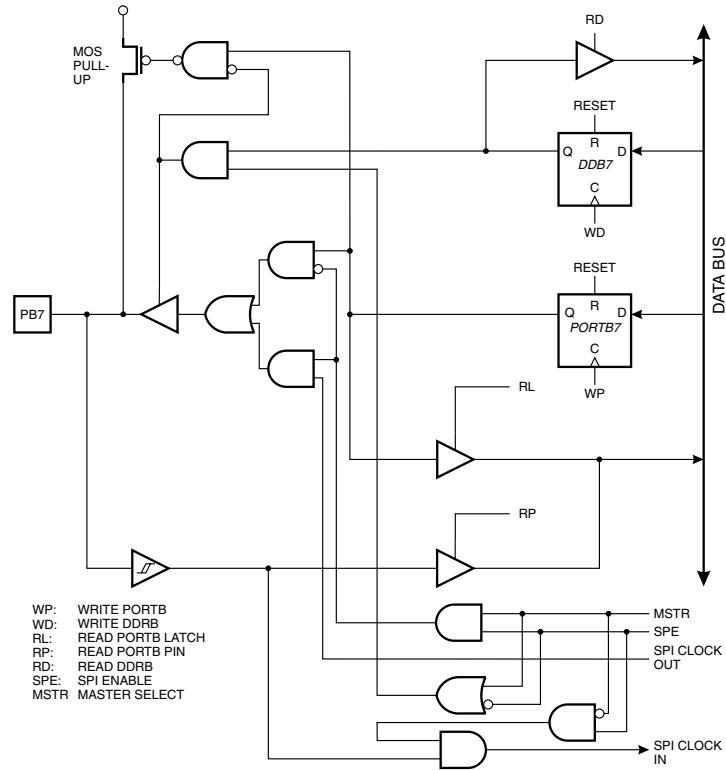 RD
MOS
PULL-
UP
RESET
R
Q
D
DDB7
C
WD
DATA BUS
RESET
R
Q
D
PB7
PORTB7
C
WP
RL
RP
WP: WRITE PORTB
WD: WRITE DDRB
RL: READ PORTB LATCH
RP: READ PORTB PIN
RD: READ DDRB
SPE: SPI ENABLE
MSTR MASTER SELECT
MSTR
SPE
SPI CLOCK
OUT
SPI CLOCK
IN